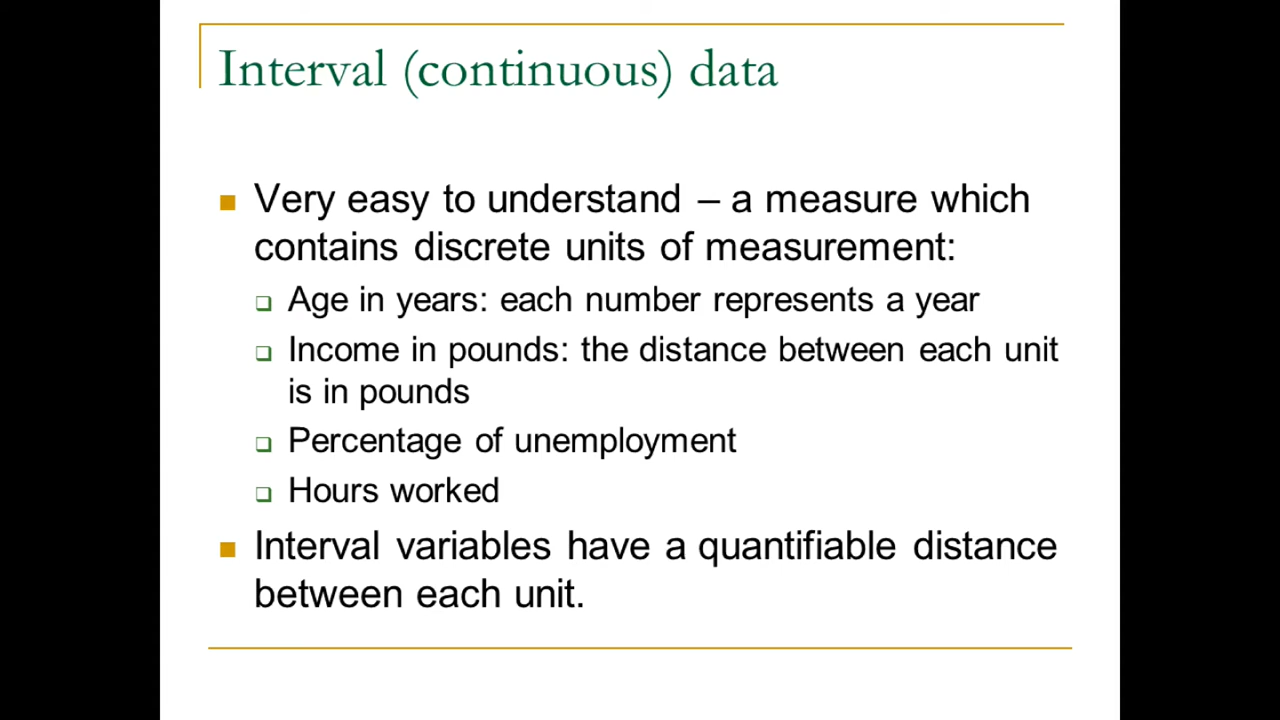 Interval (continuous) data
Very easy to understand – a measure which
contains discrete units of measurement:
Age in years: each number represents a year
Income in pounds: the distance between each unit
is in pounds
Percentage of unemployment
Hours worked
Interval variables have a quantifiable distance
between each unit.